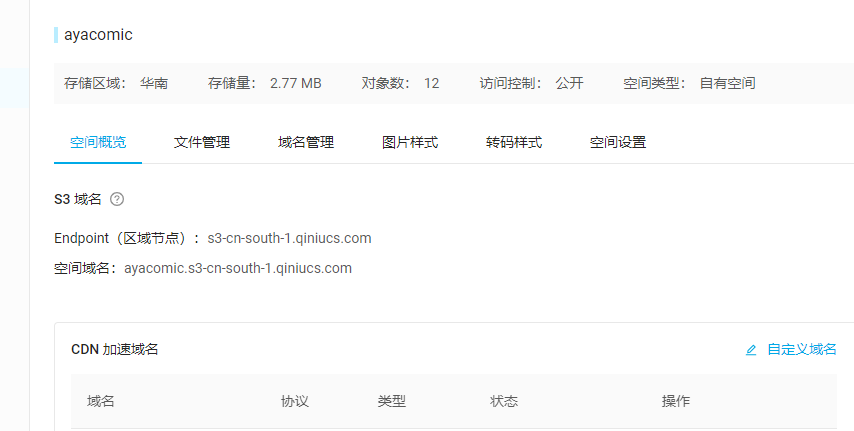 ayacomic
存储区域： 华南 存储量： 2.77 MB 对象数： 12 访问控制： 公开 空间类型： 自有空间
空间概览 文件管理 域名管理 图片样式 转码样式 空间设置
S3 域名 ?
Endpoint（区域节点）： s3-cn-south-1.qiniucs.com
空间域名：ayacomic.s3-cn-south-1.qiniucs.com
CDN 加速域名 自定义域名
域名 协议 类型 状态 操作